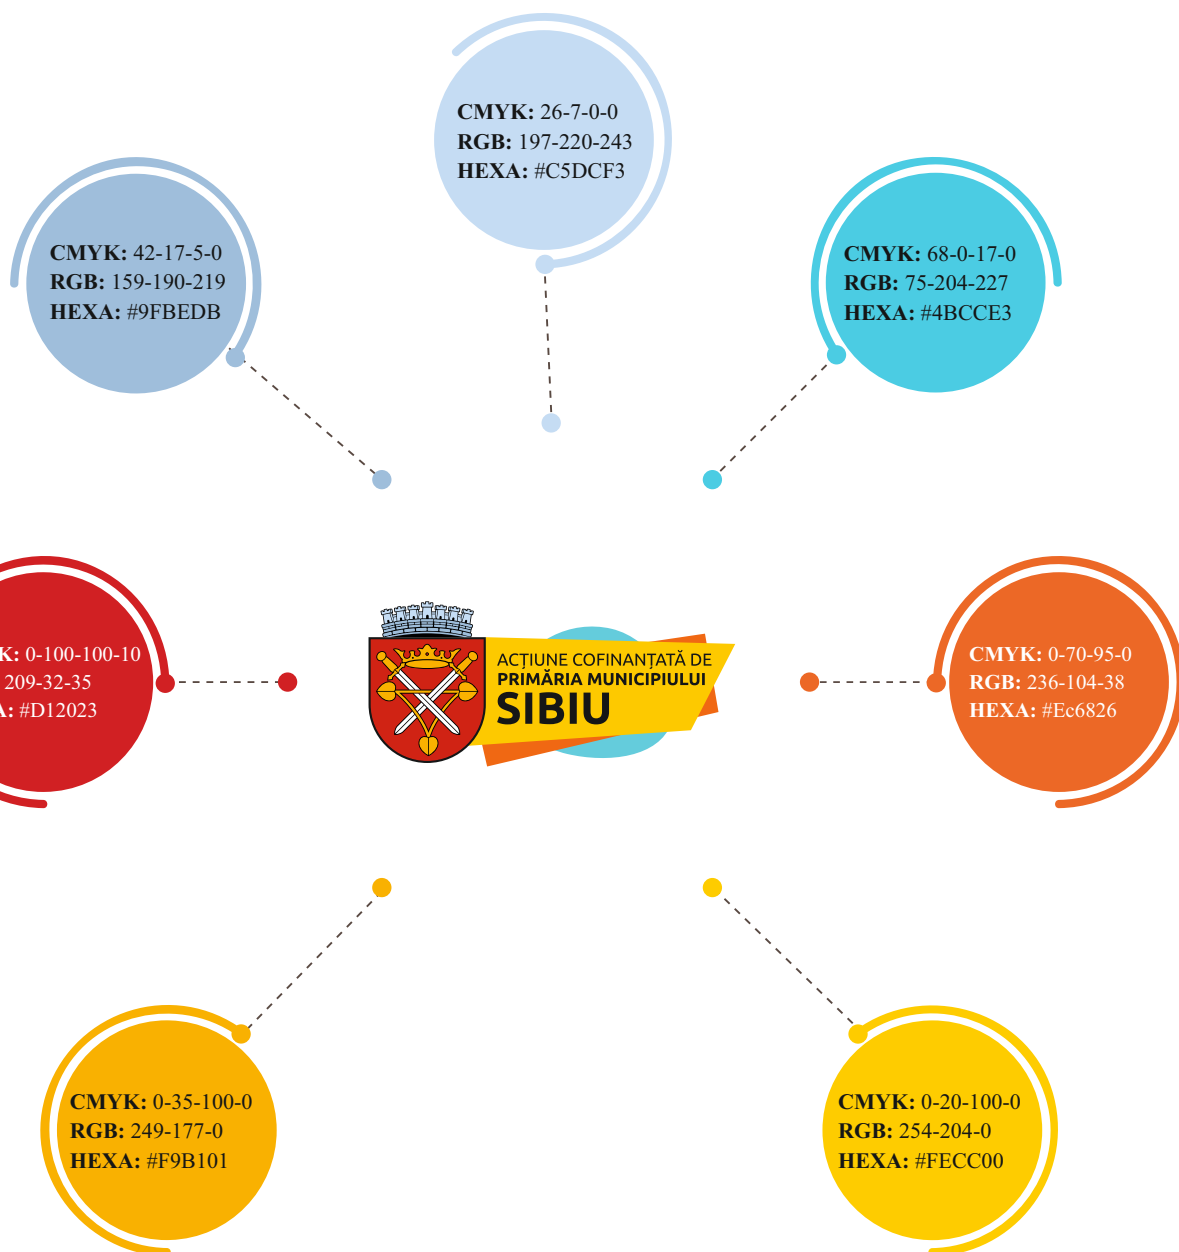 CMYK: 26-7-0-0
RGB: 197-220-243
HEXA: #C5DCF3
CMYK: 42-17-5-0
RGB: 159-190-219
HEXA: #9FBEDB
CMYK: 68-0-17-0
RGB: 75-204-227
HEXA: #4BCCE3
K: 0-100-100-10
209-32-35
A: #D12023
ACȚIUNE COFINANȚATĂ DE
PRIMĂRIA MUNICIPIULUI
SIBIU
CMYK: 0-70-95-0
RGB: 236-104-38
HEXA: #Ec6826
CMYK: 0-35-100-0
RGB: 249-177-0
HEXA: #F9B101
CMYK: 0-20-100-0
RGB: 254-204-0
HEXA: #FECC00